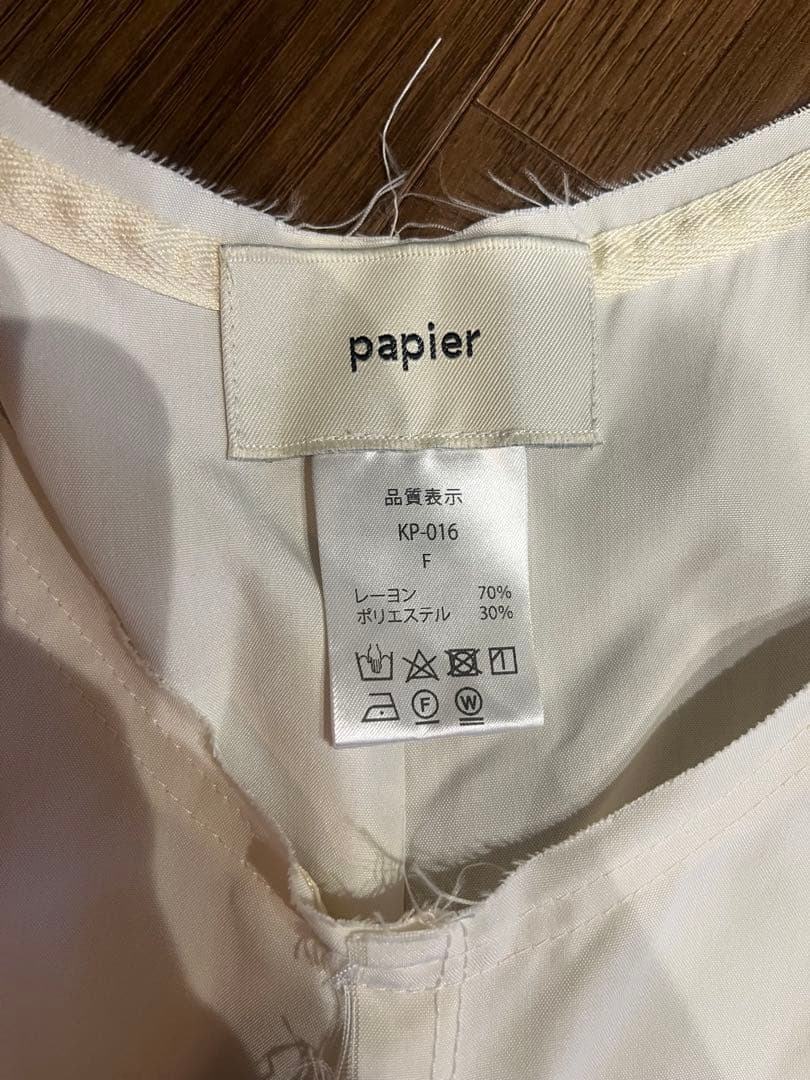 papier
品質表示
KP-016
F
レーヨン 70%
ポリエステル 30%
F W